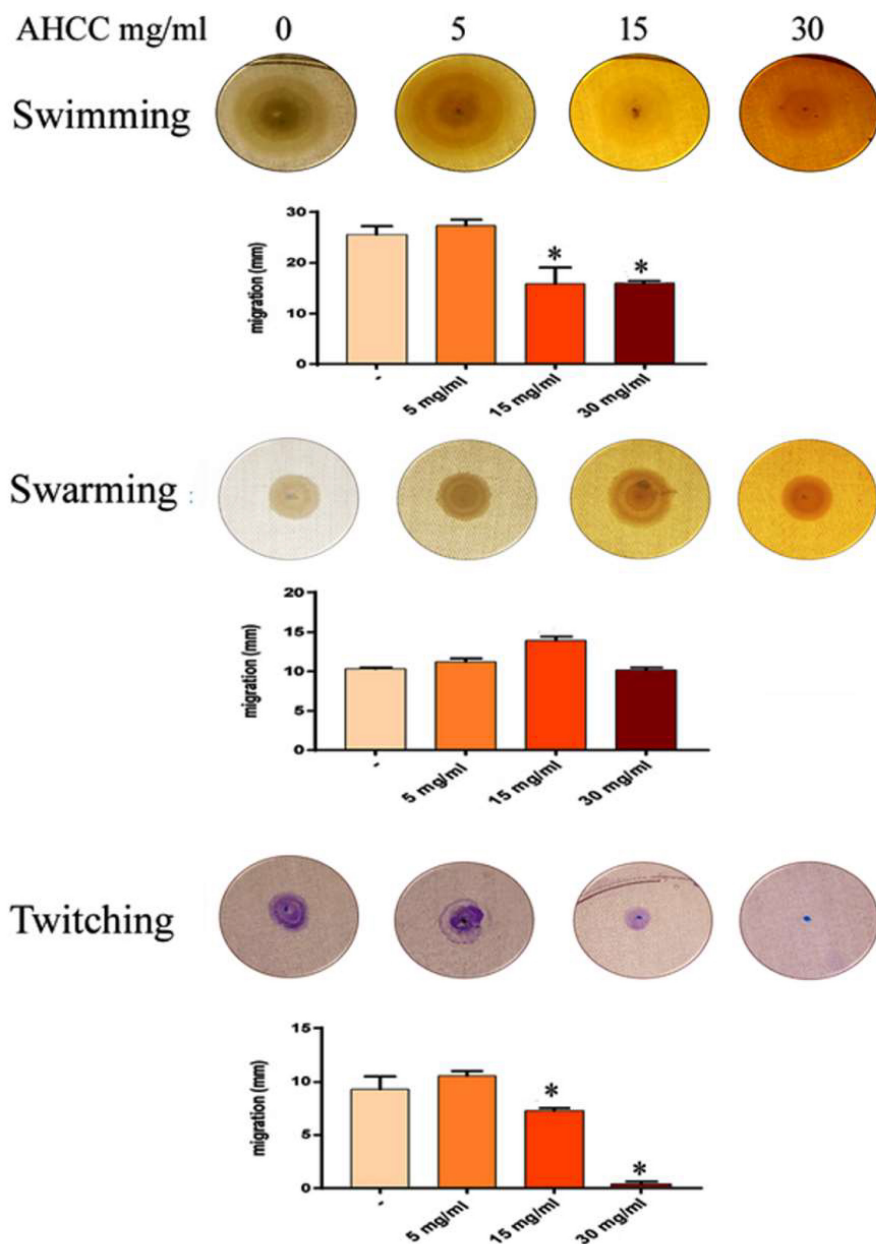 AHCC mg/ml 0 5 15 30
Swimming
migration (mm)
30
20
10
0
* *
- 5 mg/ml 15 mg/ml 30 mg/ml
Swarming :
migration (mm)
20
15
10
5
0
- 5 mg/ml 15 mg/ml 30 mg/ml
Twitching
migration (mm)
15
10
5
0
* *
- 5 mg/ml 15 mg/ml 30 mg/ml